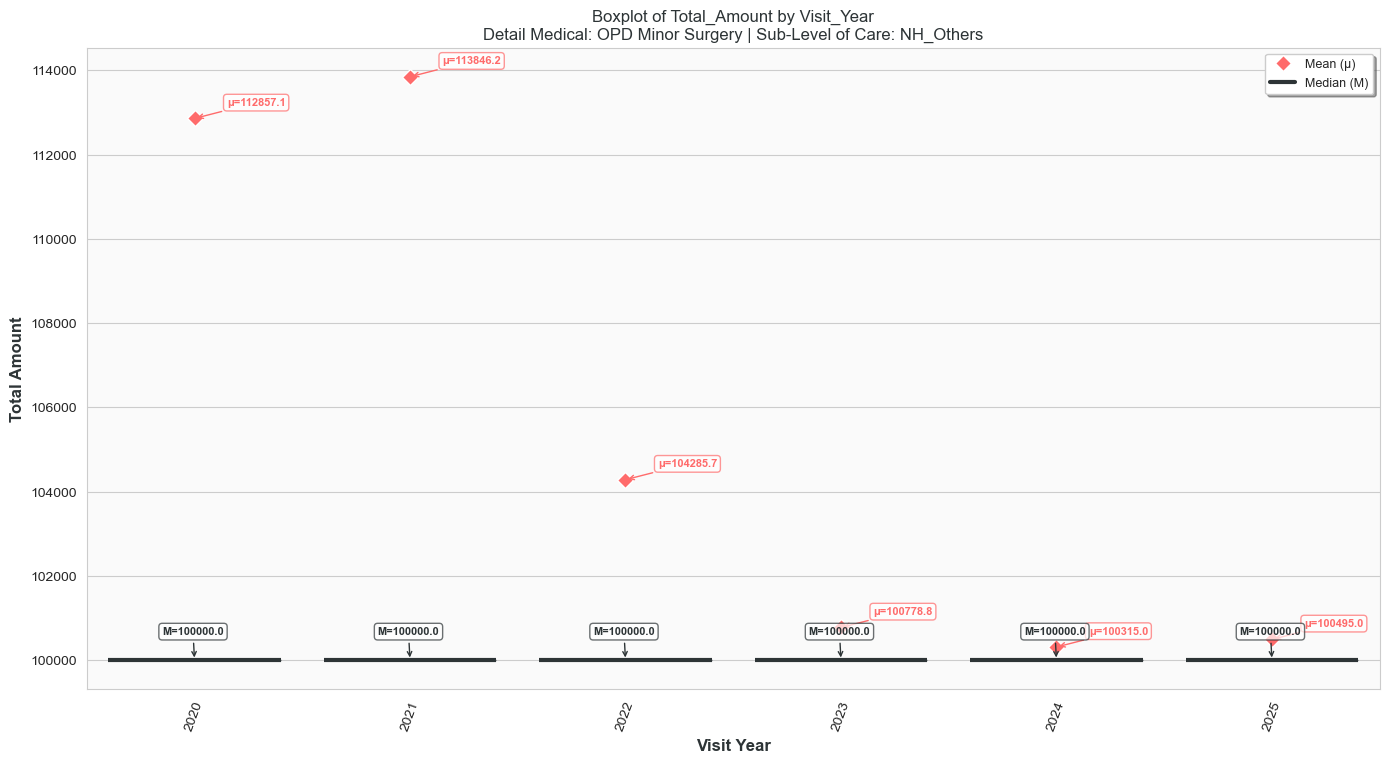 Boxplot of Total_Amount by Visit_Year
Detail Medical: OPD Minor Surgery | Sub-Level of Care: NH_Others
Mean (μ)
Median (M)
Total Amount
114000
112000
110000
108000
106000
104000
102000
100000
μ=112857.1
μ=113846.2
μ=104285.7
μ=100778.8
μ=100315.0
μ=100495.0
M=100000.0
M=100000.0
M=100000.0
M=100000.0
M=100000.0
M=100000.0
2020
2021
2022
2023
2024
2025
Visit Year